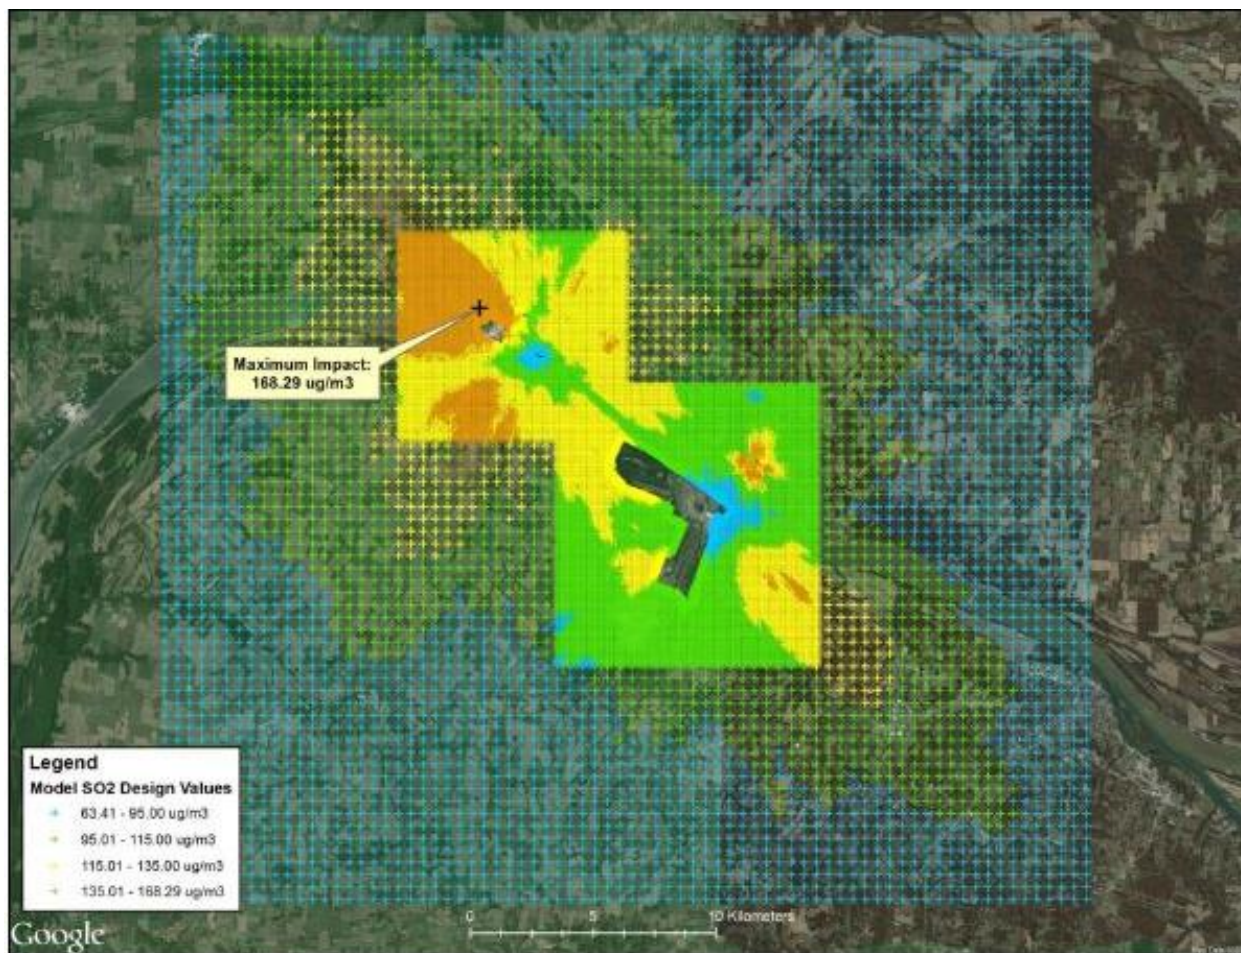 Maximum Impact:
168.29 ug/m3
Legend
Model SO2 Design Values
63.41 - 95.00 ug/m3
95.01 - 115.00 ug/m3
115.01 - 135.00 ug/m3
135.01 - 168.29 ug/m3
0 5 10 Kilometers
Google